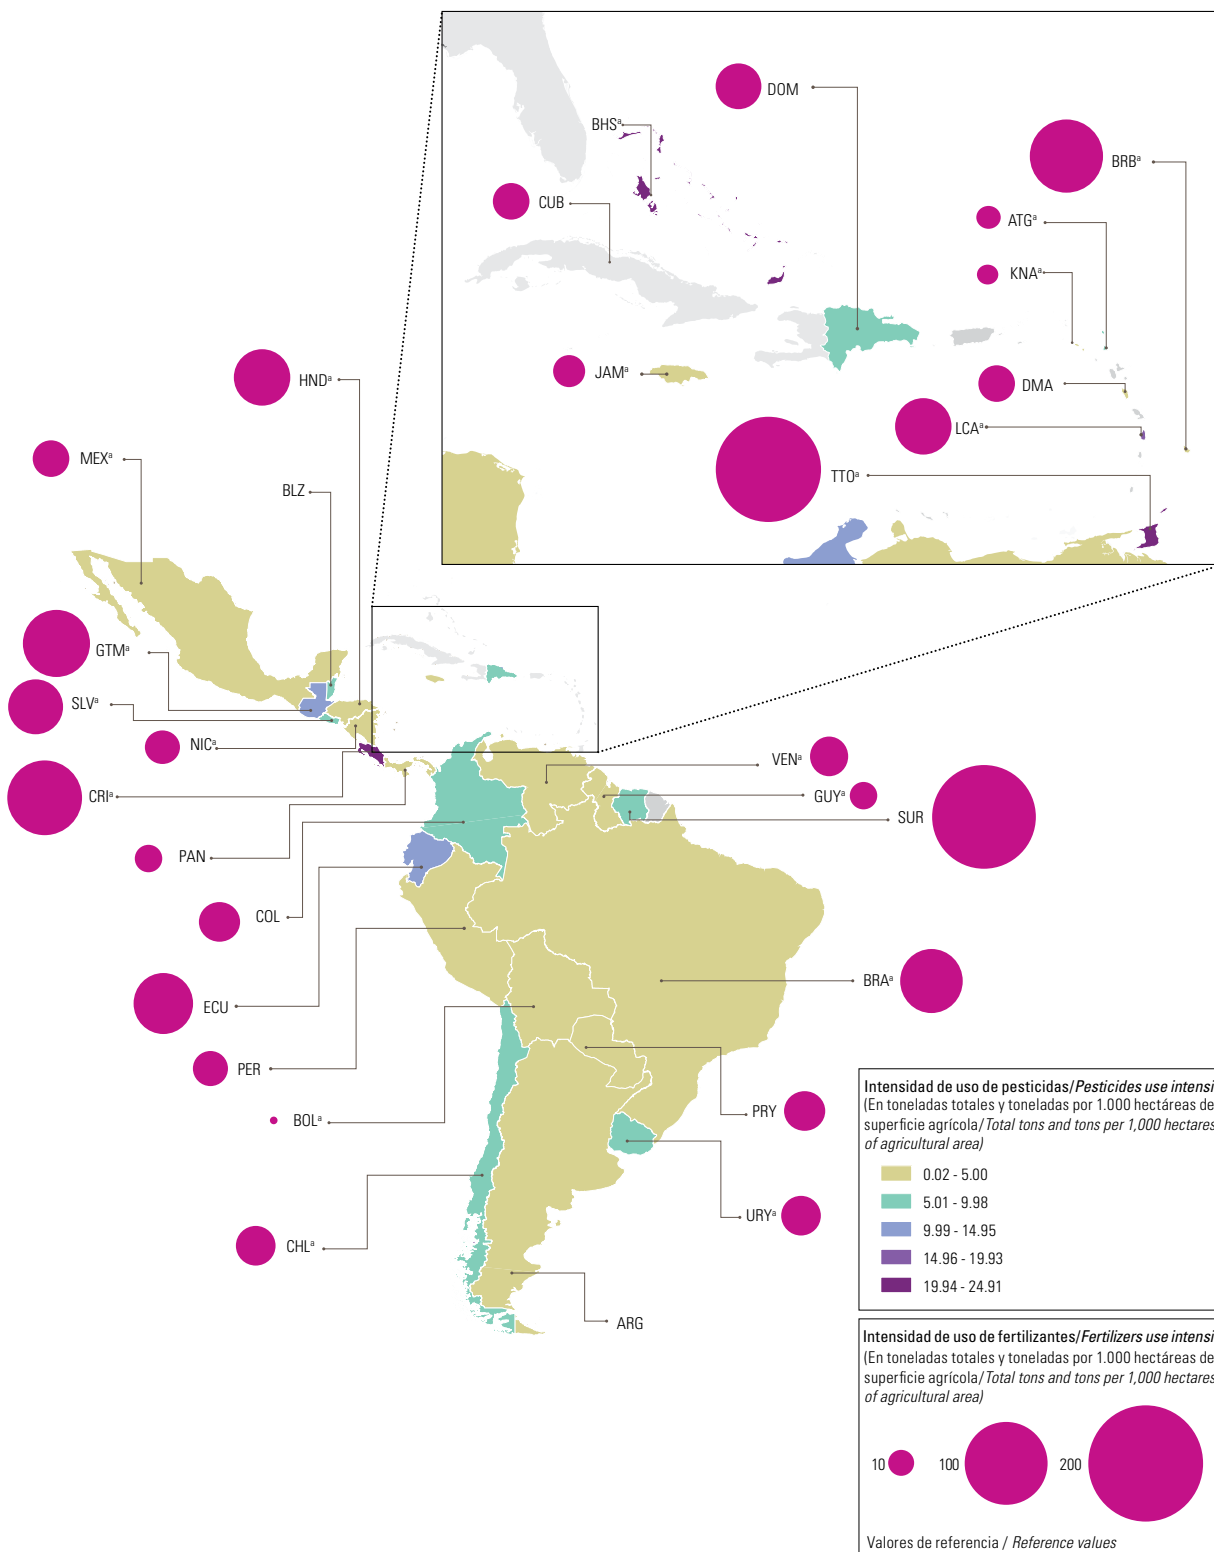 DOM
BHSª
BRBª
CUB
ATGª
KNAª
JAMª
DMA
HNDª
LCAª
MEXª
TTOª
BLZ
GTMª
SLVª
NICª
VENª
CRIª
GUYª
SUR
PAN
COL
BRAª
ECU
PER
BOLª
PRY
URYª
CHLª
ARG
Intensidad de uso de pesticidas/Pesticides use intensi
(En toneladas totales y toneladas por 1.000 hectáreas de
superficie agrícola/Total tons and tons per 1,000 hectares
of agricultural area)
0.02 - 5.00
5.01 - 9.98
9.99 - 14.95
14.96 - 19.93
19.94 - 24.91
Intensidad de uso de fertilizantes/Fertilizers use intensi
(En toneladas totales y toneladas por 1.000 hectáreas de
superficie agrícola/Total tons and tons per 1,000 hectares
of agricultural area)
10 100 200
Valores de referencia / Reference values